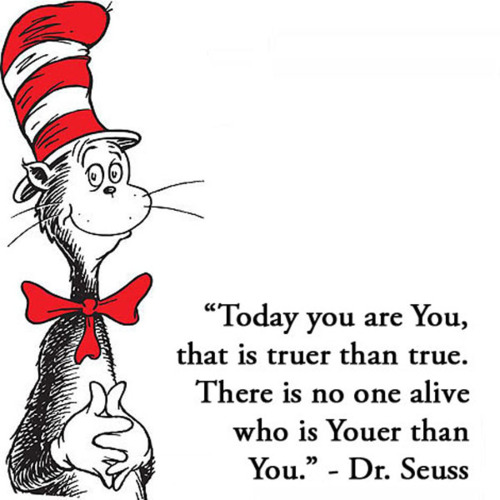 “Today you are You,
that is truer than true.
There is no one alive
who is Youer than
You.” - Dr. Seuss